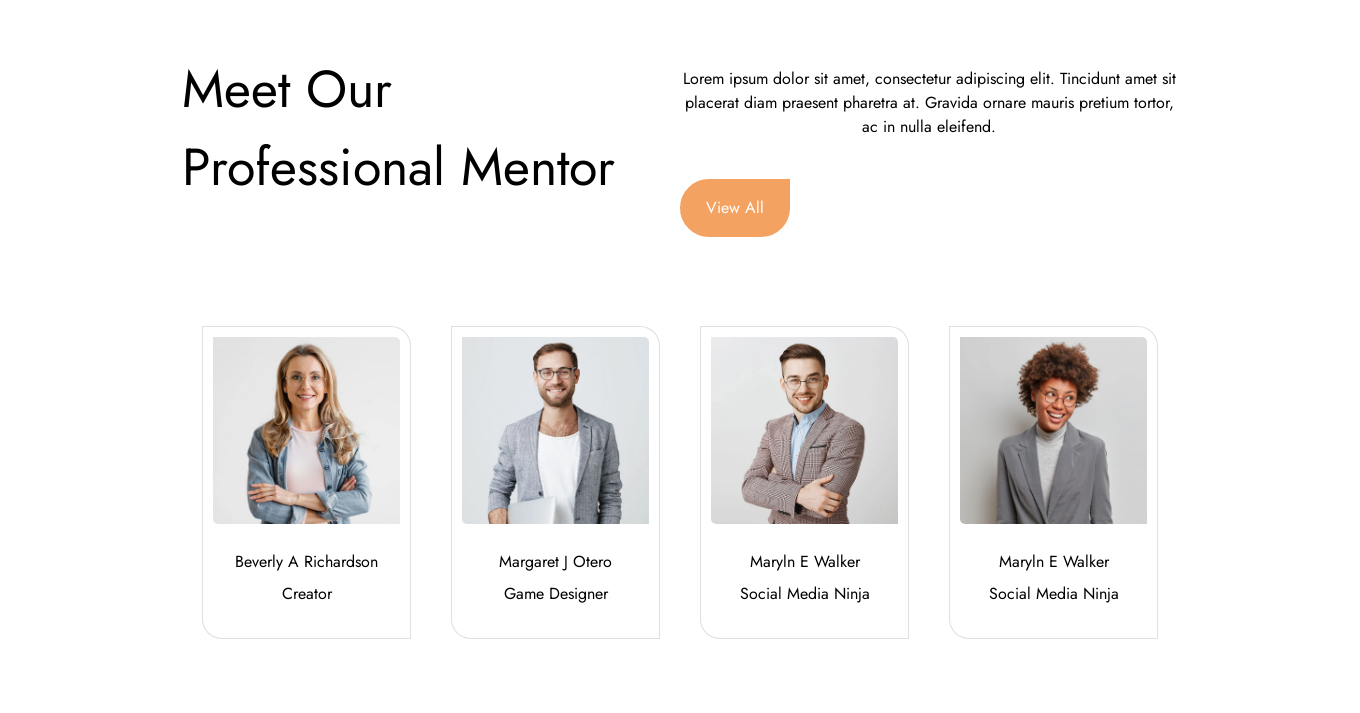 Meet Our
Professional Mentor
Lorem ipsum dolor sit amet, consectetur adipiscing elit. Tincidunt amet sit
placerat diam praesent pharetra at. Gravida ornare mauris pretium tortor,
ac in nulla eleifend.
View All
Beverly A Richardson
Creator
Margaret J Otero
Game Designer
Maryln E Walker
Social Media Ninja
Maryln E Walker
Social Media Ninja